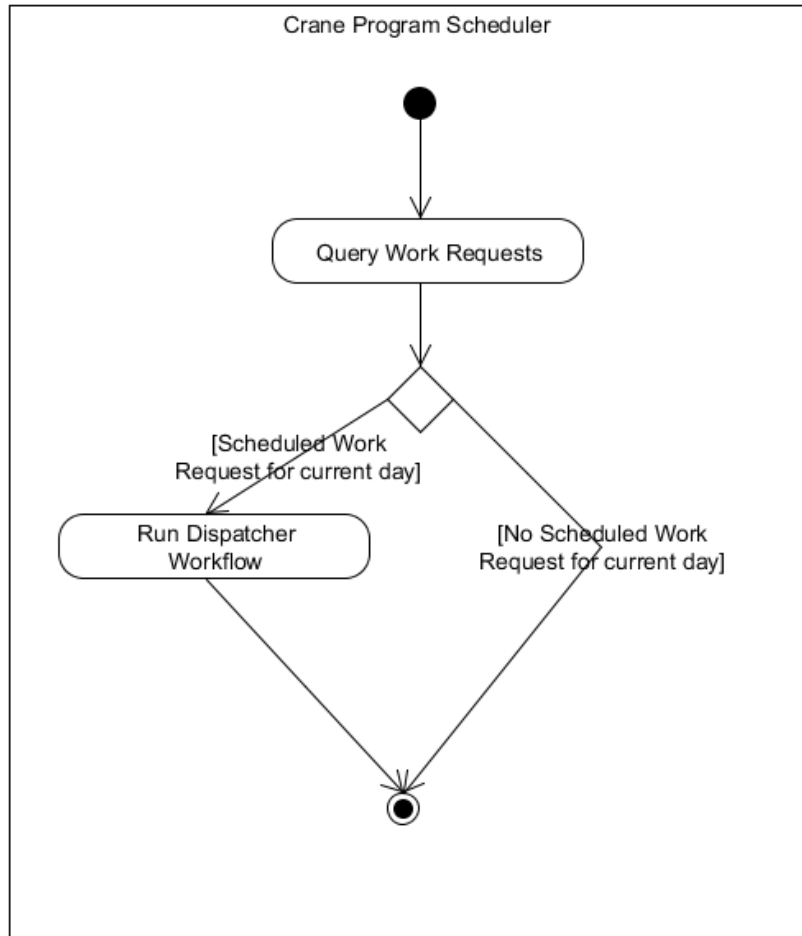 Crane Program Scheduler
Query Work Requests
[Scheduled Work
Request for current day]
Run Dispatcher
Workflow
[No Scheduled Work
Request for current day]